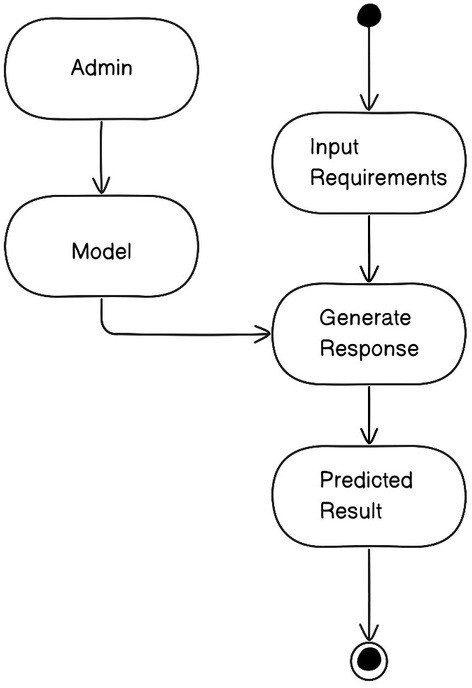 Admin
Model
Input
Requirements
Generate
Response
Predicted
Result